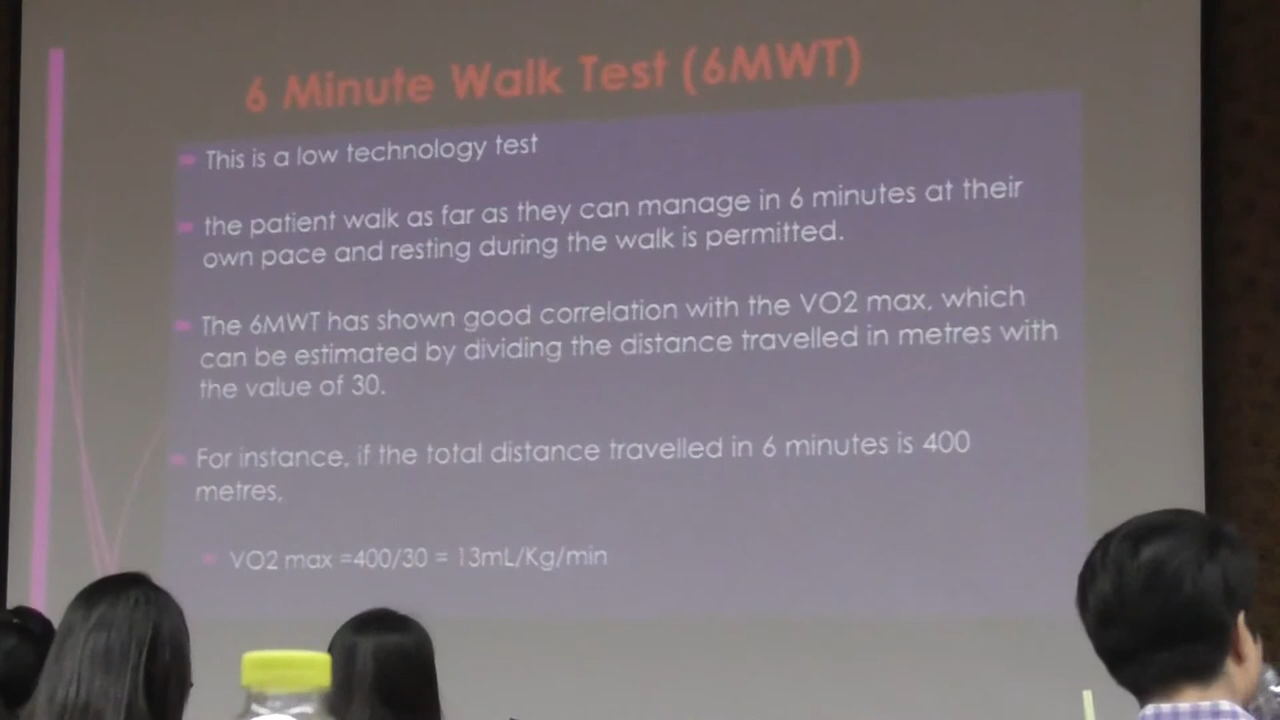 6 Minute Walk Test (6MWT)
This is a low technology test
the patient walk as far as they can manage in 6 minutes at their
own pace and resting during the walk is permitted.
The 6MWT has shown good correlation with the VO2 max, which
can be estimated by dividing the distance travelled in metres with
the value of 30.
For instance, if the total distance travelled in 6 minutes is 400
metres,
VO2 max =400/30 = 13mL/Kg/min